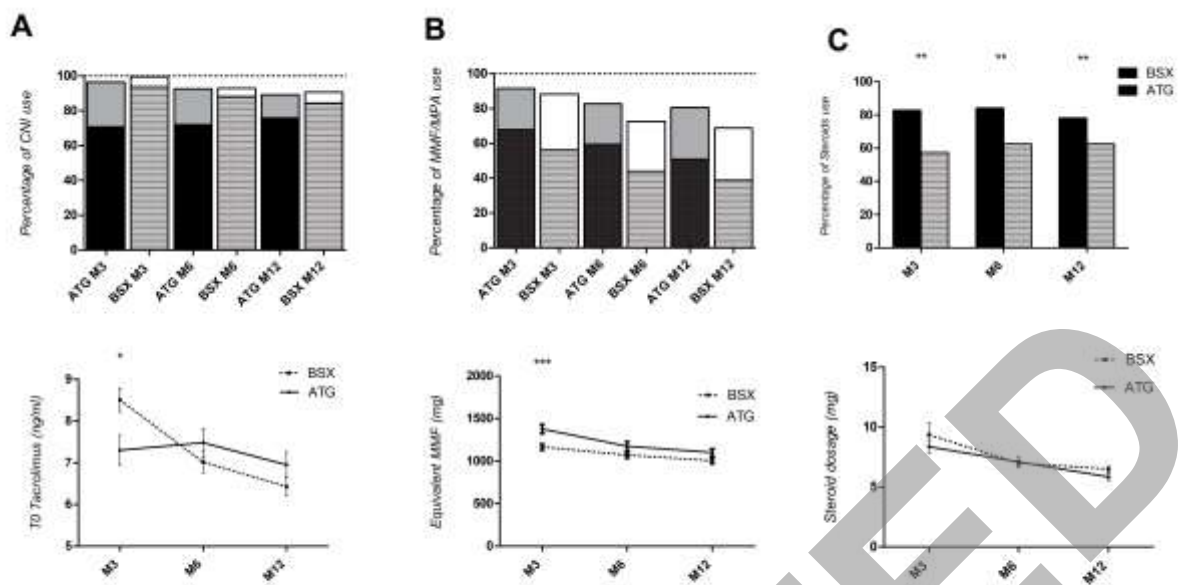 A
Percentage of CNI use
100
80
60
40
20
0
ATG M3
BSX M3
ATG M6
BSX M6
ATG M12
BSX M12
B
Percentage of MMF/MPA use
100
80
60
40
20
0
ATG M3
BSX M3
ATG M6
BSX M6
ATG M12
BSX M12
C
** ** **
BSX
ATG
Percentage of Steroids use
100
80
60
40
20
0
M3
M6
M12
*
BSX
ATG
T0 Tacrolimus (ng/ml)
9
8
7
6
5
M3
M6
M12
***
BSX
ATG
Equivalent MMF (mg)
2000
1500
1000
500
0
M3
M6
M12
BSX
ATG
Steroid dosage (mg)
15
10
5
0
M3
M6
M12